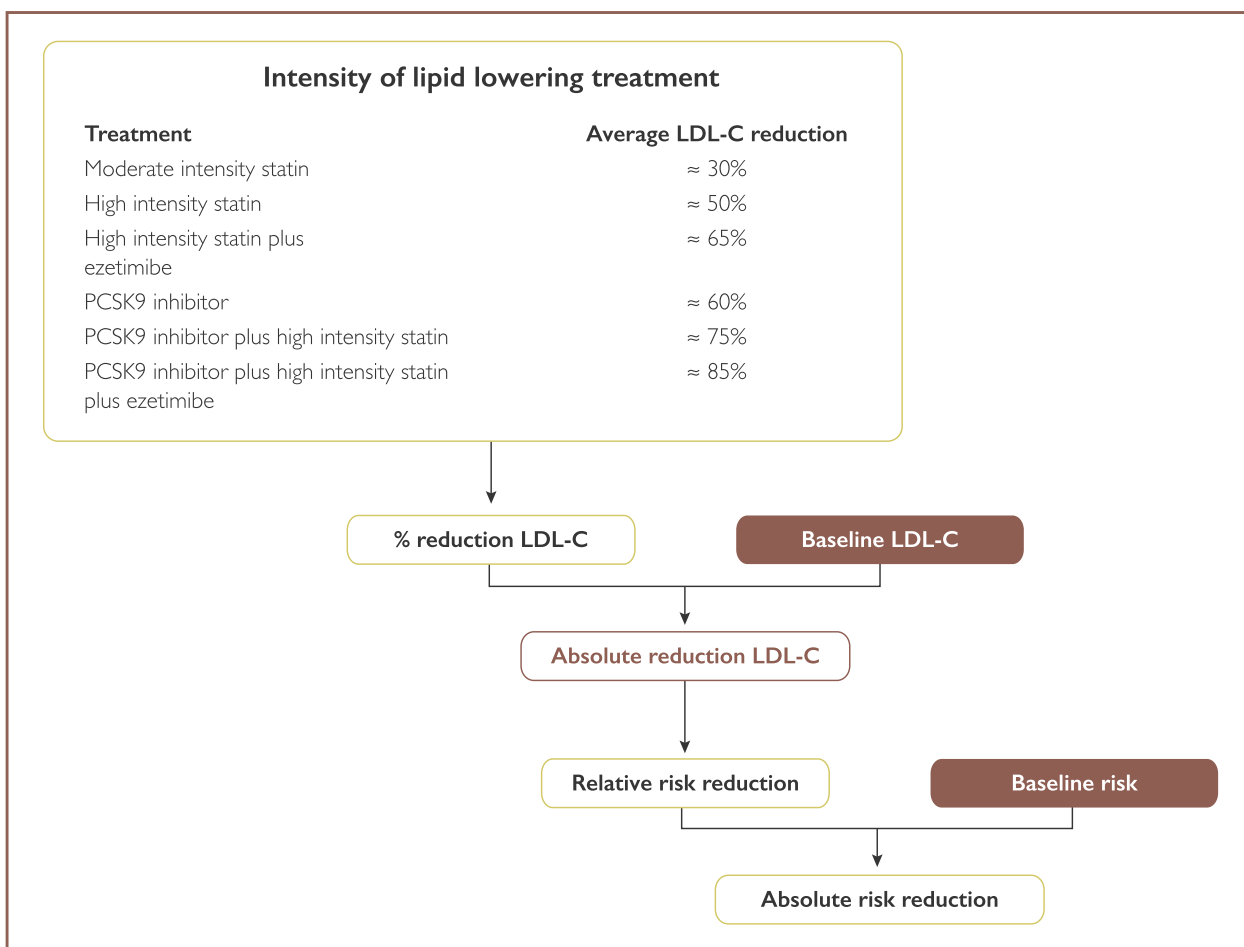 Intensity of lipid lowering treatment
Treatment Average LDL-C reduction
Moderate intensity statin ≈ 30%
High intensity statin ≈ 50%
High intensity statin plus ≈ 65%
ezetimibe
PCSK9 inhibitor ≈ 60%
PCSK9 inhibitor plus high intensity statin ≈ 75%
PCSK9 inhibitor plus high intensity statin ≈ 85%
plus ezetimibe
% reduction LDL-C
Baseline LDL-C
Absolute reduction LDL-C
Relative risk reduction
Baseline risk
Absolute risk reduction